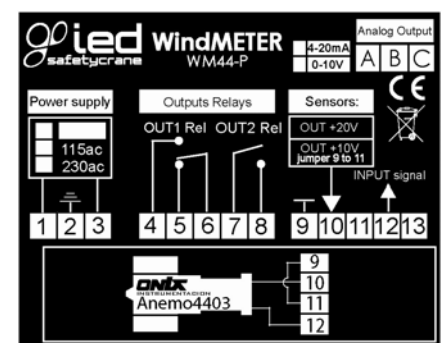 ied
safetycrane
WindMETER
WM44-P
4-20mA
0-10V
Analog Output
A B C
CE
Power supply
115ac
230ac
Outputs Relays
OUT1 Rel OUT2 Rel
Sensors:
OUT +20V
OUT +10V
jumper 9 to 11
INPUT signal
1 2 3 4 5 6 7 8 9 10 11 12 13
onix
INSTRUMENTACION
Anemo4403
9
10
11
12